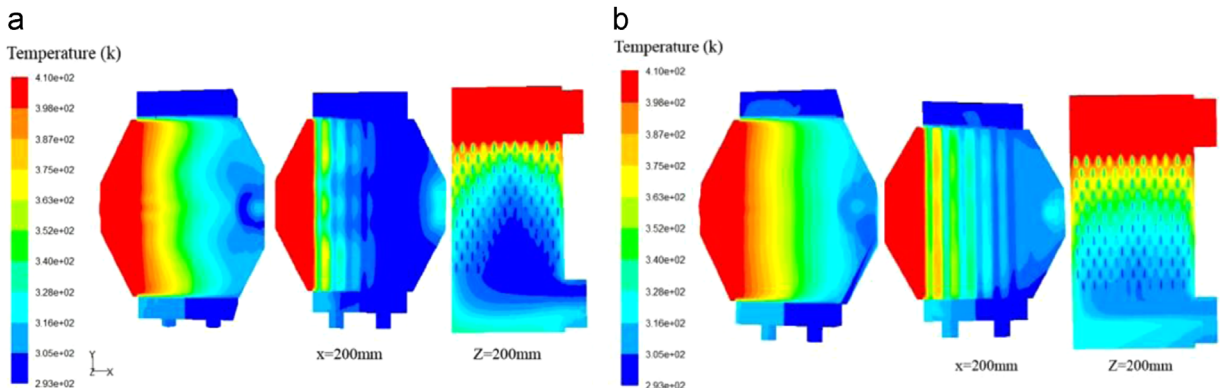 a
Temperature (k)
4.10e+02
3.98e+02
3.87e+02
3.75e+02
3.63e+02
3.52e+02
3.40e+02
3.28e+02
3.16e+02
3.05e+02
2.93e+02
Y
Z X
x=200mm
Z=200mm
b
Temperature (k)
4.10e+02
3.98e+02
3.87e+02
3.75e+02
3.63e+02
3.52e+02
3.40e+02
3.28e+02
3.16e+02
3.05e+02
2.93e+02
x=200mm
Z=200mm